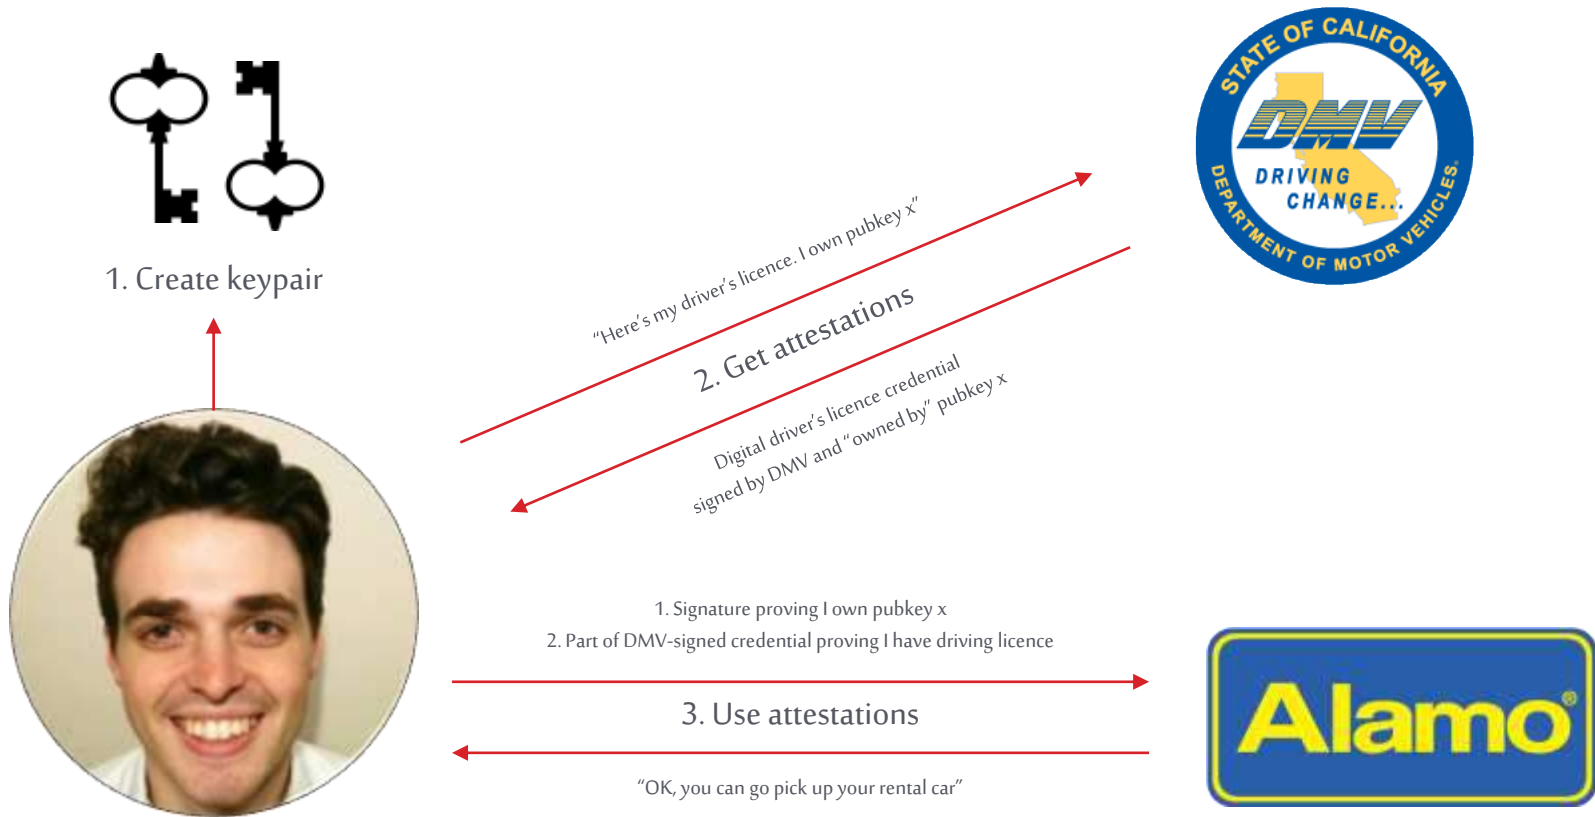 STATE OF CALIFORNIA
DMV
DRIVING
CHANGE...
DEPARTMENT OF MOTOR VEHICLES®
1. Create keypair
“Here’s my driver’s licence. I own pubkey x”
2. Get attestations
Digital driver’s licence credential
signed by DMV and “owned by” pubkey x
1. Signature proving I own pubkey x
2. Part of DMV-signed credential proving I have driving licence
3. Use attestations
“OK, you can go pick up your rental car”
Alamo®